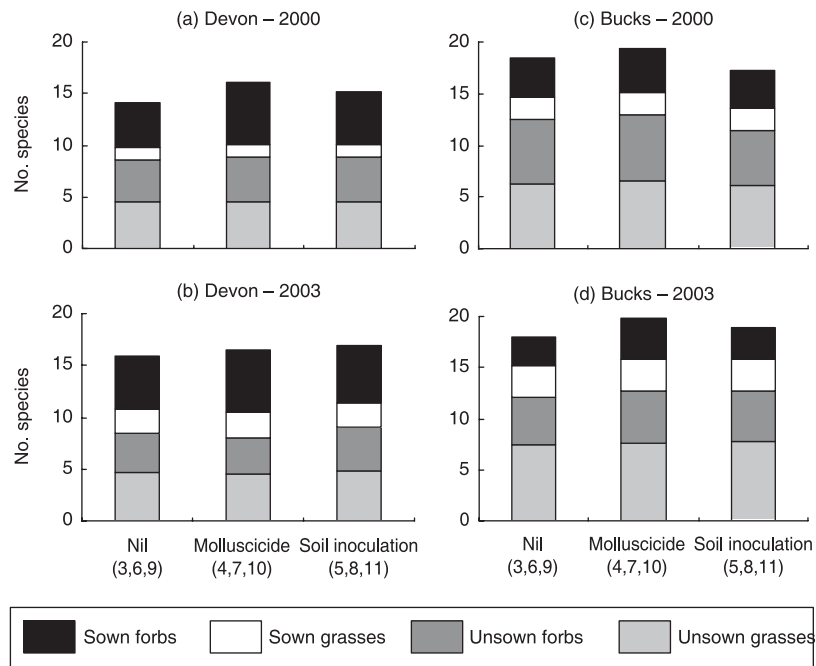 (a) Devon – 2000
No. species
20
15
10
5
0
(c) Bucks – 2000
20
15
10
5
0
(b) Devon – 2003
No. species
20
15
10
5
0
Nil
(3,6,9)
Molluscicide
(4,7,10)
Soil inoculation
(5,8,11)
(d) Bucks – 2003
20
15
10
5
0
Nil
(3,6,9)
Molluscicide
(4,7,10)
Soil inoculation
(5,8,11)
Sown forbs
Sown grasses
Unsown forbs
Unsown grasses